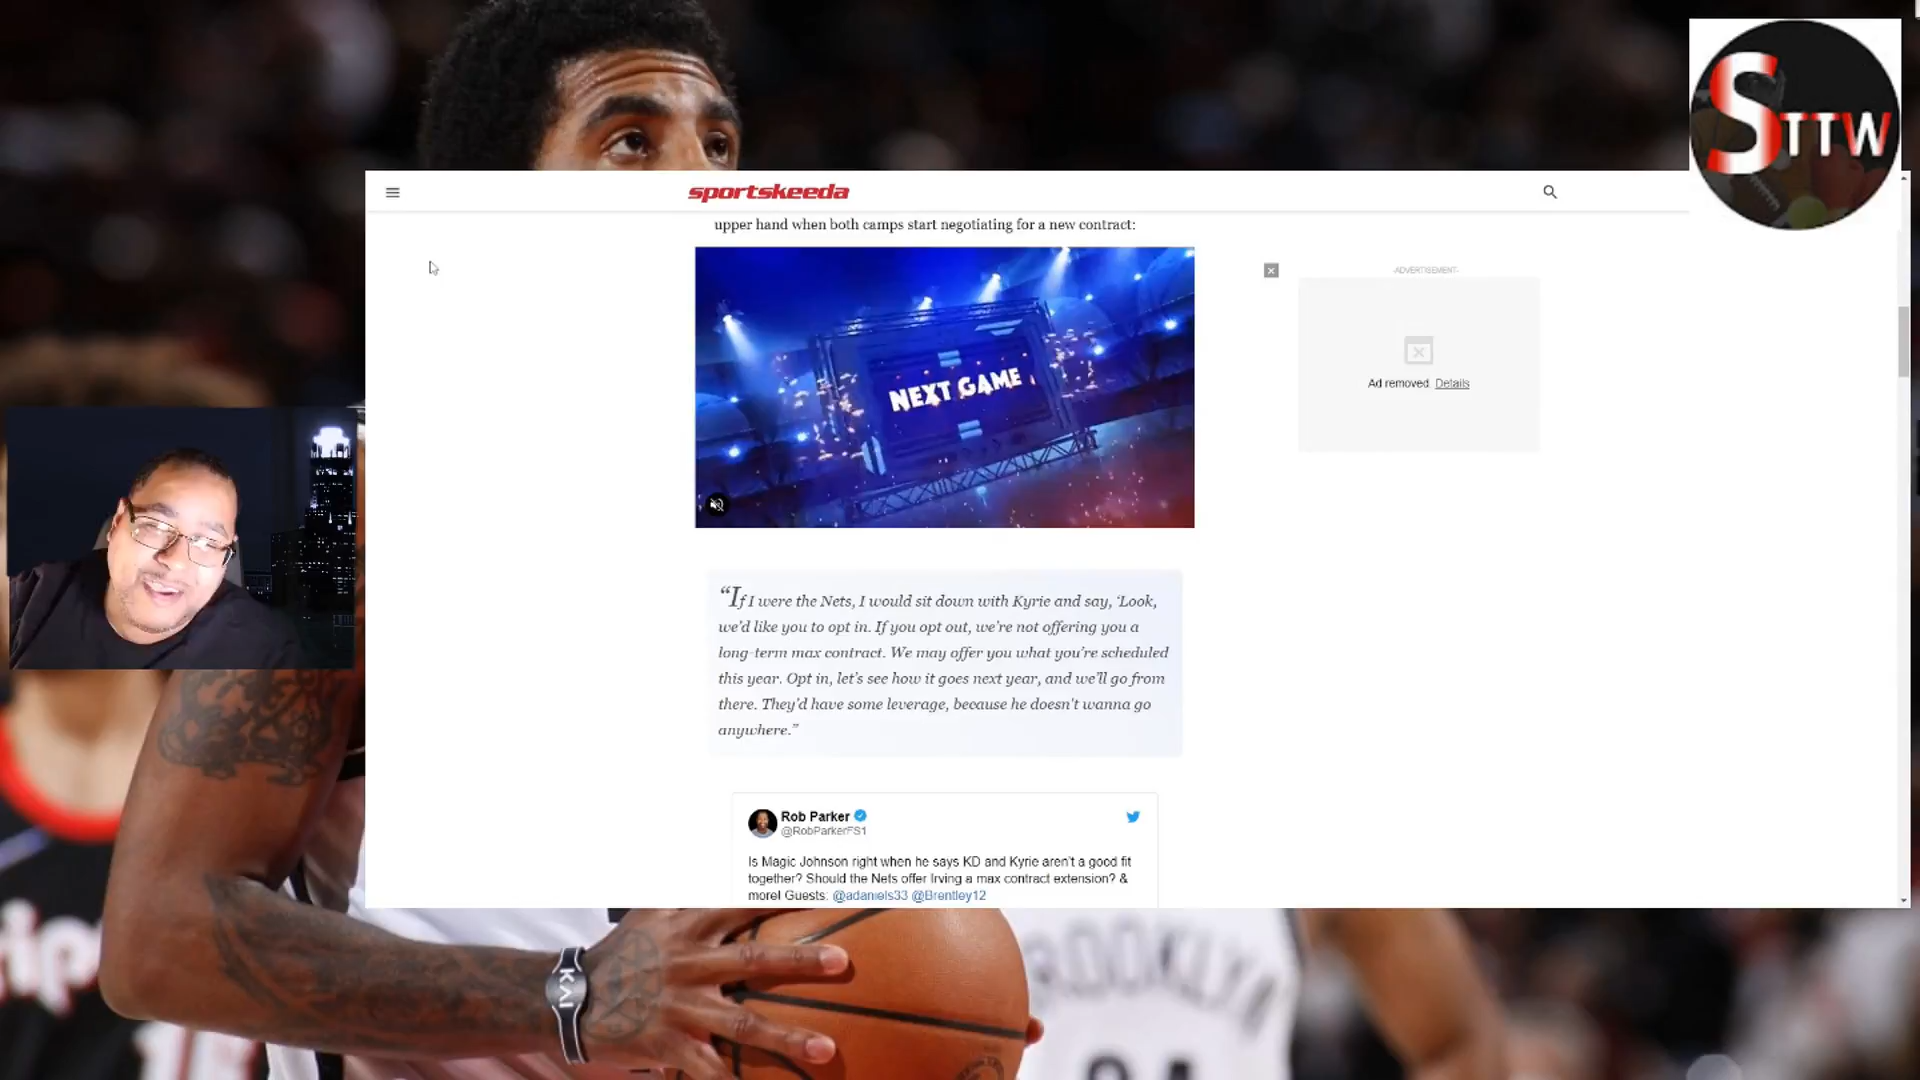 STTW
sportskeeda
upper hand when both camps start negotiating for a new contract:
-ADVERTISEMENT-
NEXT GAME
Ad removed. Details
“If I were the Nets, I would sit down with Kyrie and say, ‘Look,
we’d like you to opt in. If you opt out, we’re not offering you a
long-term max contract. We may offer you what you’re scheduled
this year. Opt in, let’s see how it goes next year, and we’ll go from
there. They’d have some leverage, because he doesn’t wanna go
anywhere.”
Rob Parker
@RobParkerFS1
Is Magic Johnson right when he says KD and Kyrie aren't a good fit
together? Should the Nets offer Irving a max contract extension? &
more! Guests: @adaniels33 @Brentley12
KAI
BROOKLYN